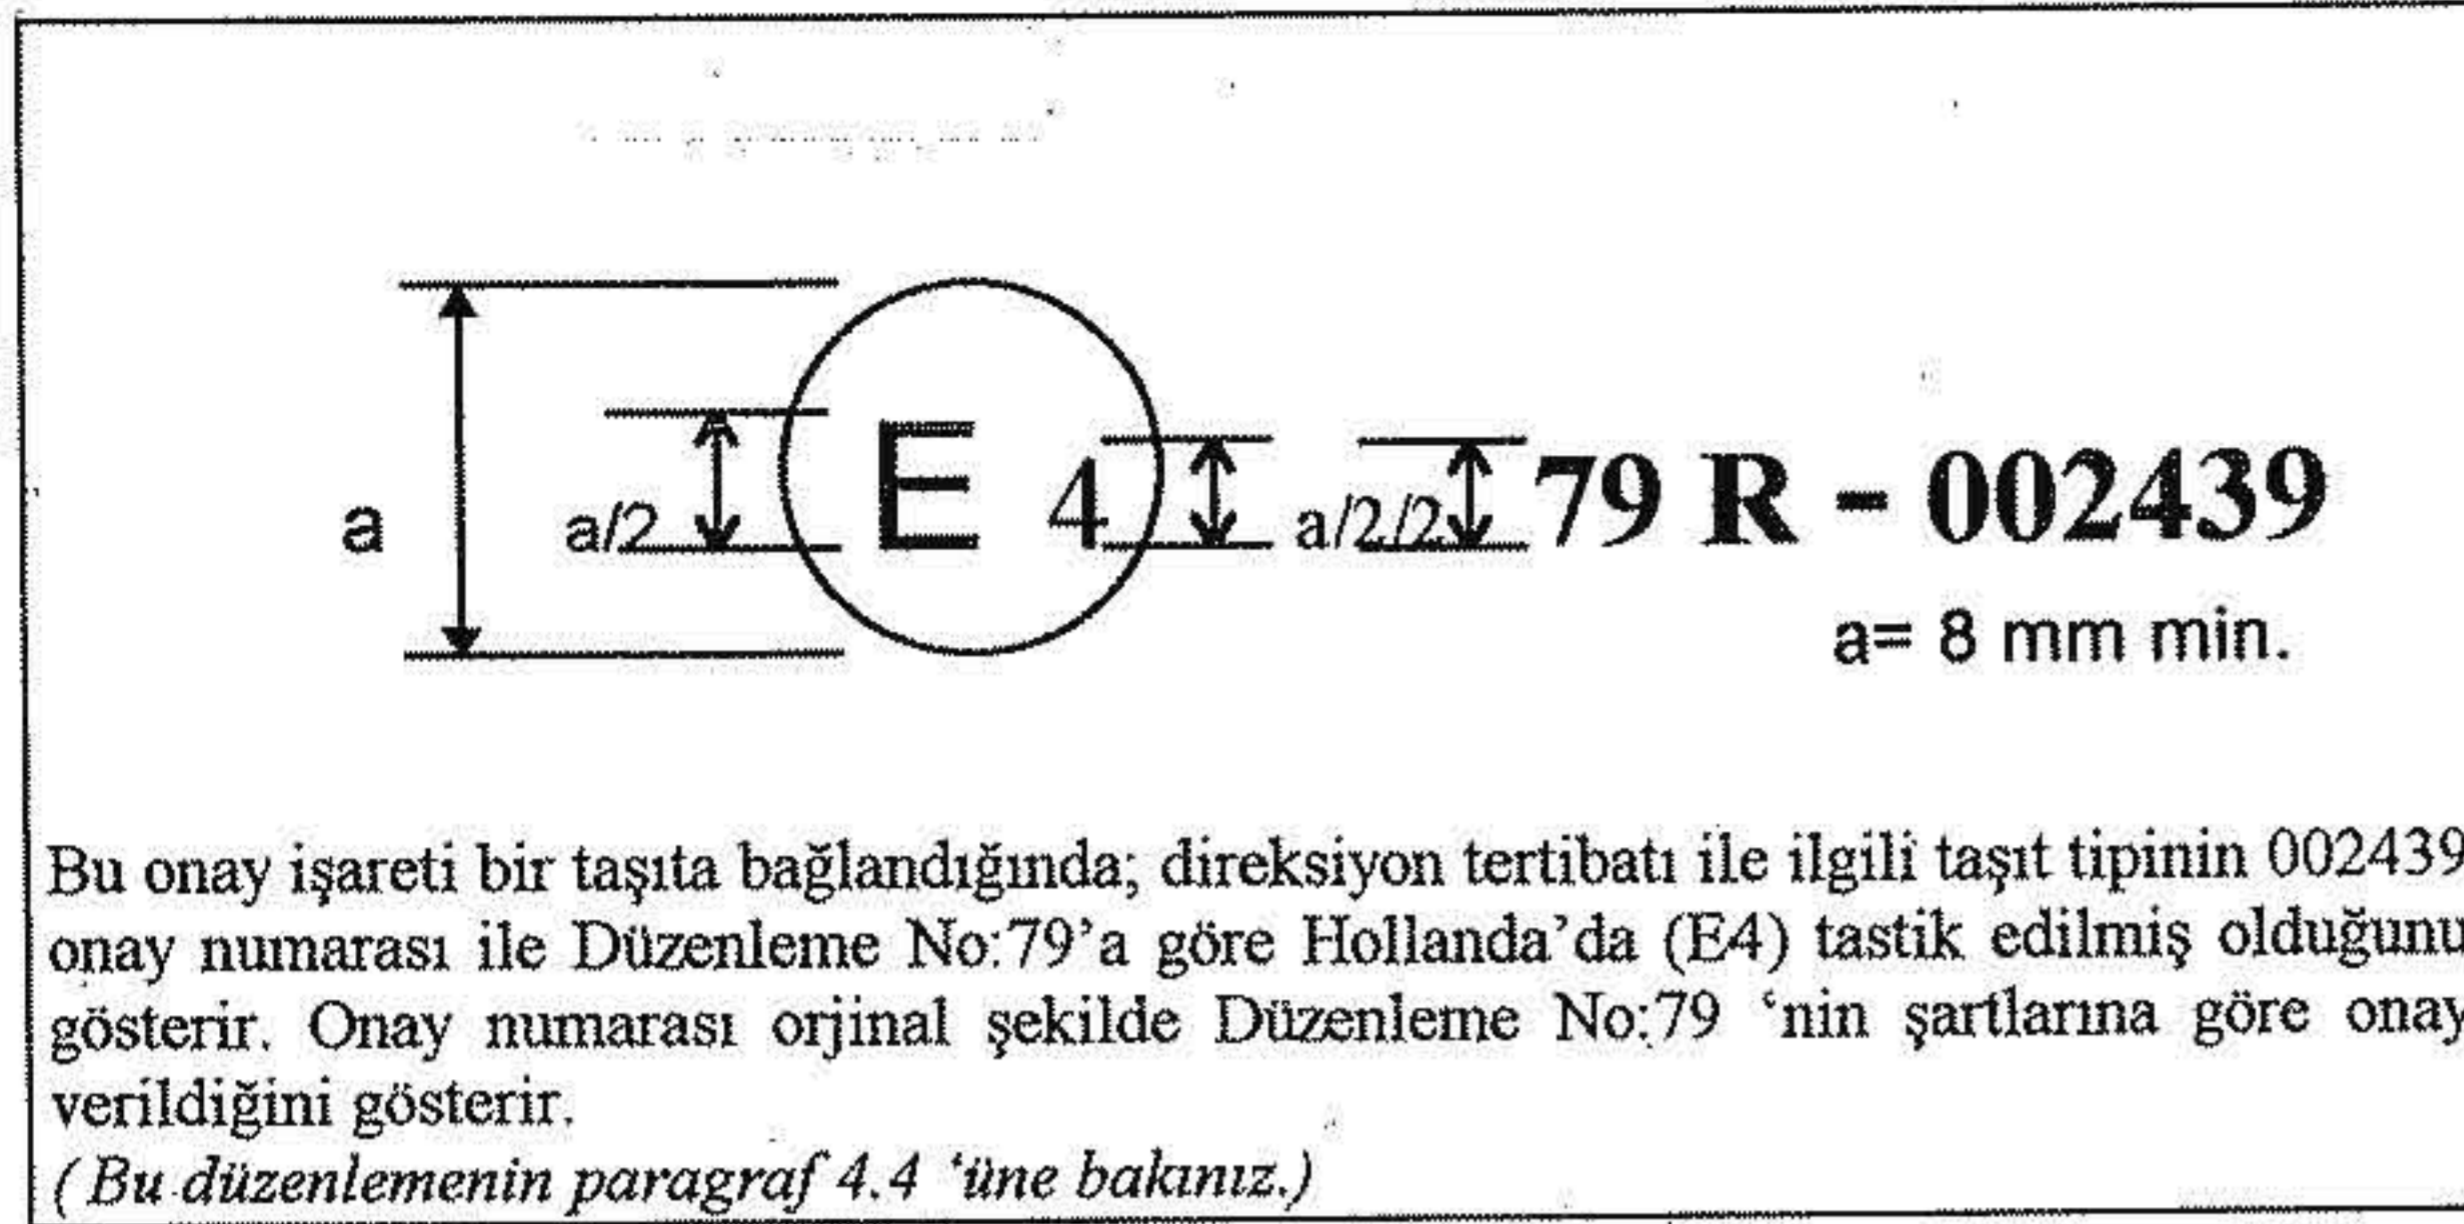 a a/2 E 4 a/2/2 79 R - 002439
a= 8 mm min.
Bu onay işareti bir taşıta bağlandığında; direksiyon tertibatı ile ilgili taşıt tipinin 002439
onay numarası ile Düzenleme No:79’a göre Hollanda’da (E4) tastik edilmiş olduğunu
gösterir. Onay numarası orjinal şekilde Düzenleme No:79 ‘nin şartlarına göre onay
verildiğini gösterir.
( Bu düzenlemenin paragraf 4.4 ‘üne bakınız.)